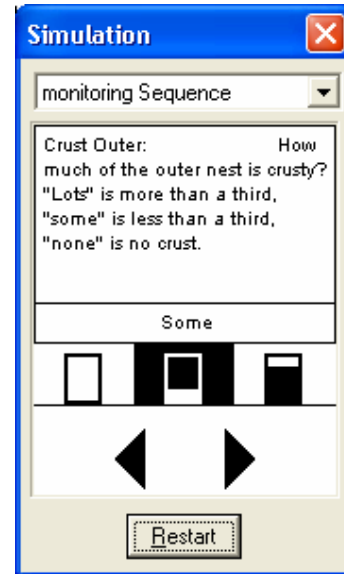 Simulation
monitoring Sequence
Crust Outer: How
much of the outer nest is crusty?
"Lots" is more than a third,
"some" is less than a third,
"none" is no crust.
Some
Restart